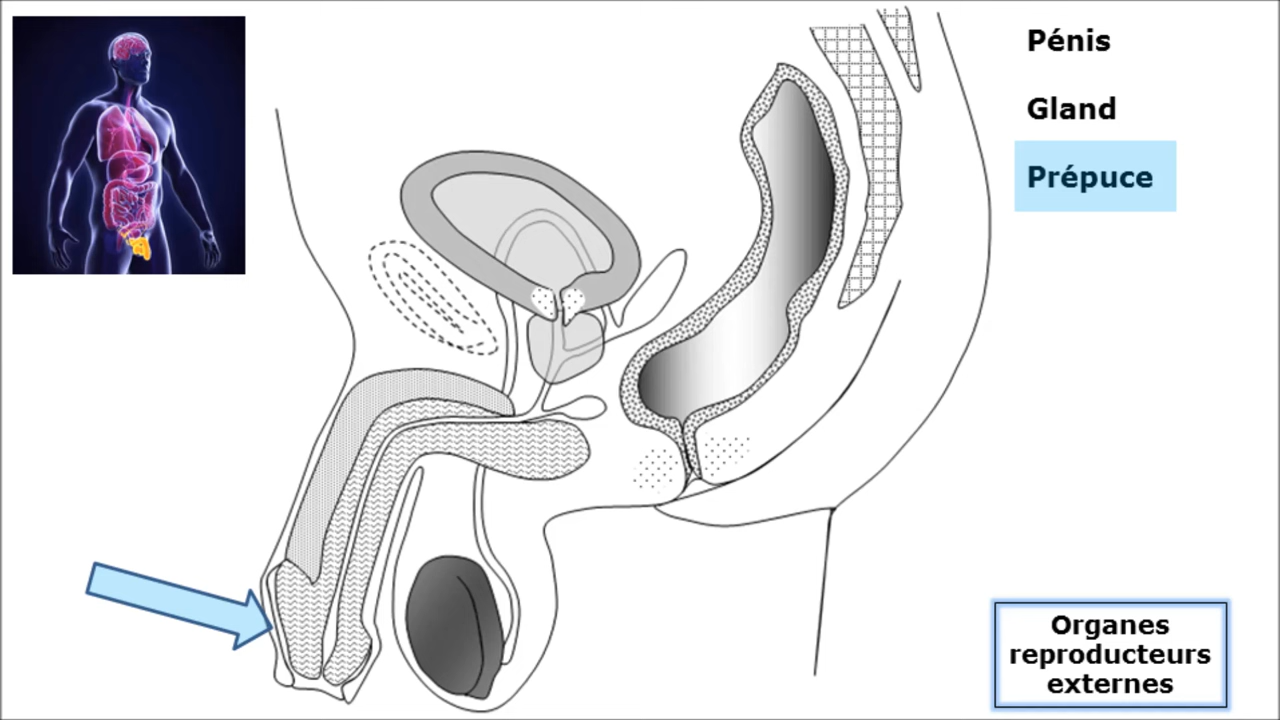 Pénis
Gland
Prépuce
Organes
reproducteurs
externes